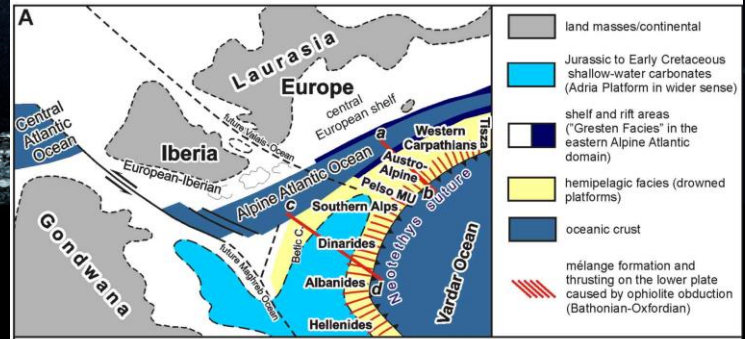 A
Laurasia
Europe
central
European shelf
future Valais-Ocean
Central
Atlantic
Ocean
Iberia
European-Iberian
Alpine Atlantic Ocean
a
Western
Carpathians
Tisza
Austro-
Alpine
b
Pelso MU
Southern Alps
c
Betic C.
Dinarides
d
Neotethys suture
Gondwana
future Maghreb Ocean
Albanides
Vardar Ocean
Hellenides
land masses/continental
Jurassic to Early Cretaceous
shallow-water carbonates
(Adria Platform in wider sense)
shelf and rift areas
("Gresten Facies" in the
eastern Alpine Atlantic
domain)
hemipelagic facies (drowned
platforms)
oceanic crust
mélange formation and
thrusting on the lower plate
caused by ophiolite obduction
(Bathonian-Oxfordian)